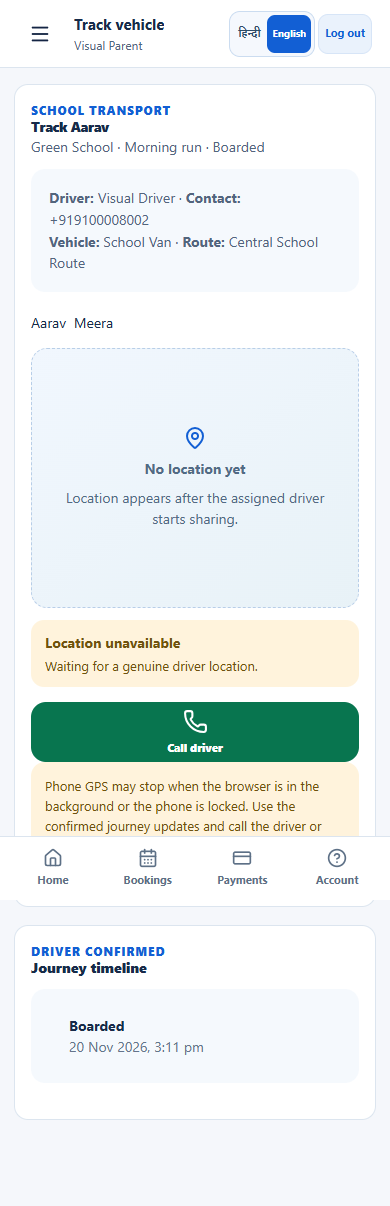 Track vehicle
Visual Parent
हिन्दी
English
Log out
SCHOOL TRANSPORT
Track Aarav
Green School · Morning run · Boarded
Driver: Visual Driver · Contact:
+919100008002
Vehicle: School Van · Route: Central School
Route
Aarav Meera
No location yet
Location appears after the assigned driver
starts sharing.
Location unavailable
Waiting for a genuine driver location.
Call driver
Phone GPS may stop when the browser is in the
background or the phone is locked. Use the
confirmed journey updates and call the driver or
Home
Bookings
Payments
Account
DRIVER CONFIRMED
Journey timeline
Boarded
20 Nov 2026, 3:11 pm